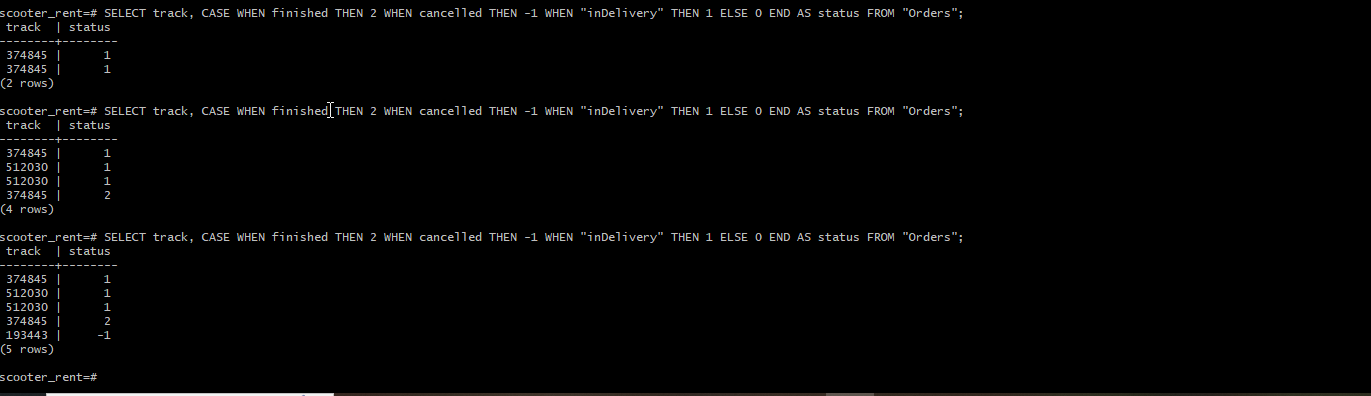 scooter_rent=# SELECT track, CASE WHEN finished THEN 2 WHEN cancelled THEN -1 WHEN "inDelivery" THEN 1 ELSE 0 END AS status FROM "Orders";
 track  | status
--------+--------
 374845 |      1
 374845 |      1
(2 rows)
scooter_rent=# SELECT track, CASE WHEN finished THEN 2 WHEN cancelled THEN -1 WHEN "inDelivery" THEN 1 ELSE 0 END AS status FROM "Orders";
 track  | status
--------+--------
 374845 |      1
 512030 |      1
 512030 |      1
 374845 |      2
(4 rows)
scooter_rent=# SELECT track, CASE WHEN finished THEN 2 WHEN cancelled THEN -1 WHEN "inDelivery" THEN 1 ELSE 0 END AS status FROM "Orders";
 track  | status
--------+--------
 374845 |      1
 512030 |      1
 512030 |      1
 374845 |      2
 193443 |     -1
(5 rows)
scooter_rent=#